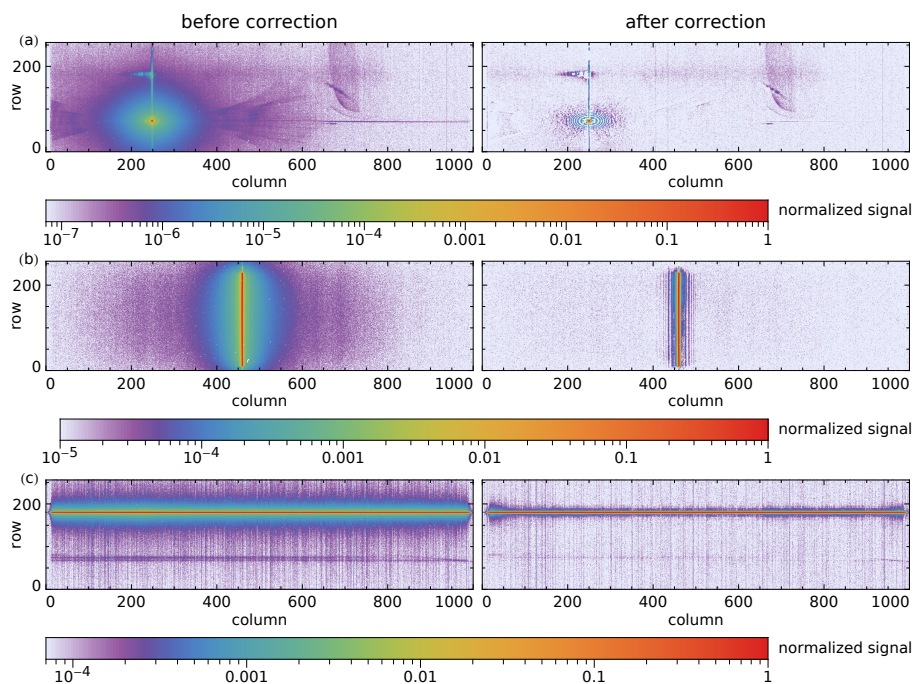 before correction after correction
(a)
row
200
0
0 200 400 600 800 1000
column
0 200 400 600 800 1000
column
normalized signal
10⁻⁷ 10⁻⁶ 10⁻⁵ 10⁻⁴ 0.001 0.01 0.1 1
(b)
row
200
0
0 200 400 600 800 1000
column
0 200 400 600 800 1000
column
normalized signal
10⁻⁵ 10⁻⁴ 0.001 0.01 0.1 1
(c)
row
200
0
0 200 400 600 800 1000
column
0 200 400 600 800 1000
column
normalized signal
10⁻⁴ 0.001 0.01 0.1 1